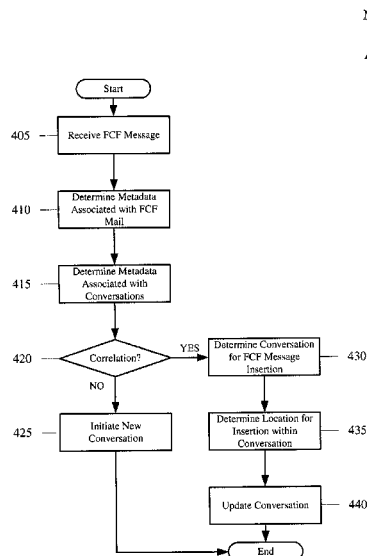 Start
405
Receive FCF Message
410
Determine Metadata
Associated with FCF
Mail
415
Determine Metadata
Associated with
Conversations
420
Correlation?
YES
NO
430
Determine Conversation
for FCF Message
Insertion
425
Initiate New
Conversation
435
Determine Location for
Insertion within
Conversation
Update Conversation
440
End